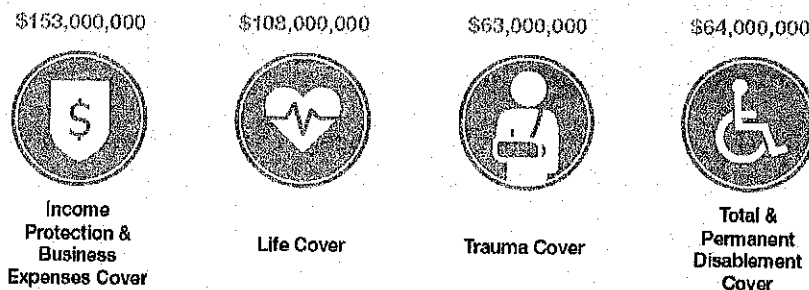 $153,000,000
$108,000,000
$63,000,000
$64,000,000
$
Income
Protection &
Business
Expenses Cover
Life Cover
Trauma Cover
Total &
Permanent
Disablement
Cover